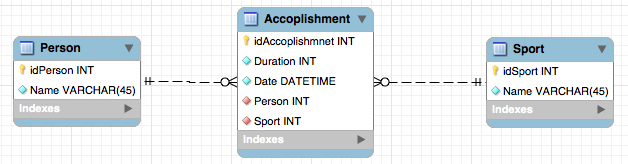 Person
idPerson INT
Name VARCHAR(45)
Indexes
Accoplishment
idAccoplishmnet INT
Duration INT
Date DATETIME
Person INT
Sport INT
Indexes
Sport
idSport INT
Name VARCHAR(45)
Indexes